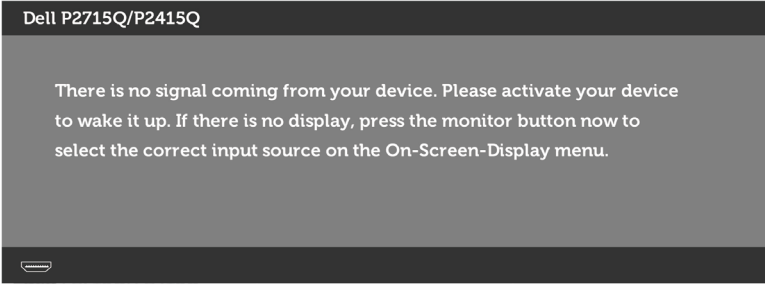 Dell P2715Q/P2415Q
There is no signal coming from your device. Please activate your device
to wake it up. If there is no display, press the monitor button now to
select the correct input source on the On-Screen-Display menu.